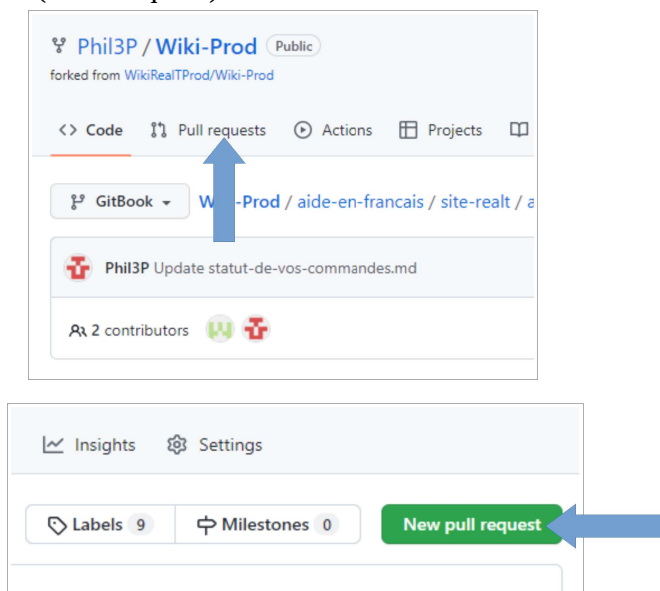 Phil3P / Wiki-Prod Public
forked from WikiRealTProd/Wiki-Prod
<> Code Pull requests Actions Projects
GitBook Wiki-Prod / aide-en-francais / site-realt / a
Phil3P Update statut-de-vos-commandes.md
2 contributors
Insights Settings
Labels 9 Milestones 0 New pull request